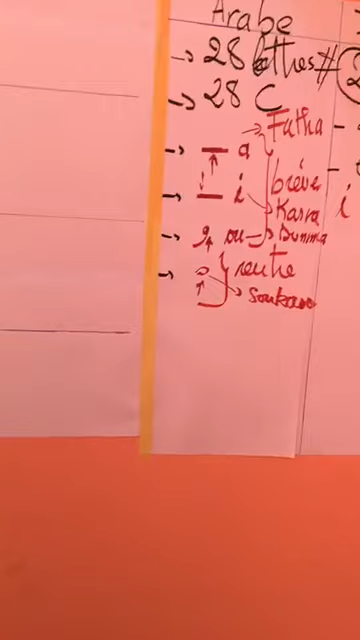 Arabe
→ 28 lettres #
→ 28 C
→ Fatha
→ a
brève
→ i
Kasra
→ ou → Damma
→ neutre
→ Soukoun